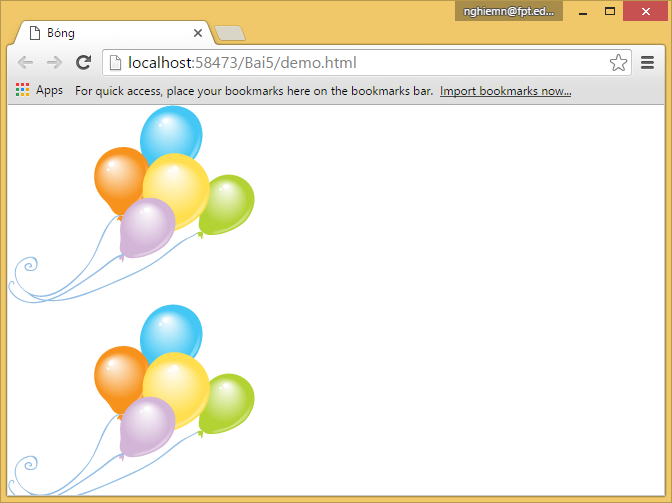 nghiemn@fpt.ed...
Bóng
localhost:58473/Bai5/demo.html
Apps For quick access, place your bookmarks here on the bookmarks bar. Import bookmarks now...